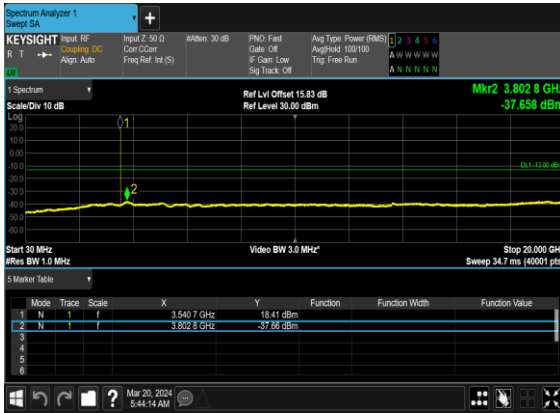 Spectrum Analyzer 1
Swept SA
KEYSIGHT
R T
Input: RF
Coupling: DC
Align: Auto
Input Z: 50 Ω
Corr CCorr
Freq Ref: Int (S)
#Atten: 30 dB
PNO: Fast
Gate: Off
IF Gain: Low
Sig Track: Off
Avg Type: Power (RMS)
Avg|Hold: 100/100
Trig: Free Run
1 2 3 4 5 6
A W W W W W
A N N N N N
1 Spectrum
Scale/Div 10 dB
Ref Lvl Offset 15.83 dB
Ref Level 30.00 dBm
Mkr2 3.802 8 GHz
-37.658 dBm
Log
20.0
10.0
0.00
-10.0
-20.0
-30.0
-40.0
-50.0
-60.0
1
2
DL1 -13.00 dBm
Start 30 MHz
#Res BW 1.0 MHz
Video BW 3.0 MHz*
Stop 20.000 GHz
Sweep 34.7 ms (40001 pts)
5 Marker Table
Mode Trace Scale X Y Function Function Width Function Value
1 N 1 f 3.540 7 GHz 18.41 dBm
2 N 1 f 3.802 8 GHz -37.66 dBm
3
4
5
6
?
Mar 20, 2024
5:44:14 AM